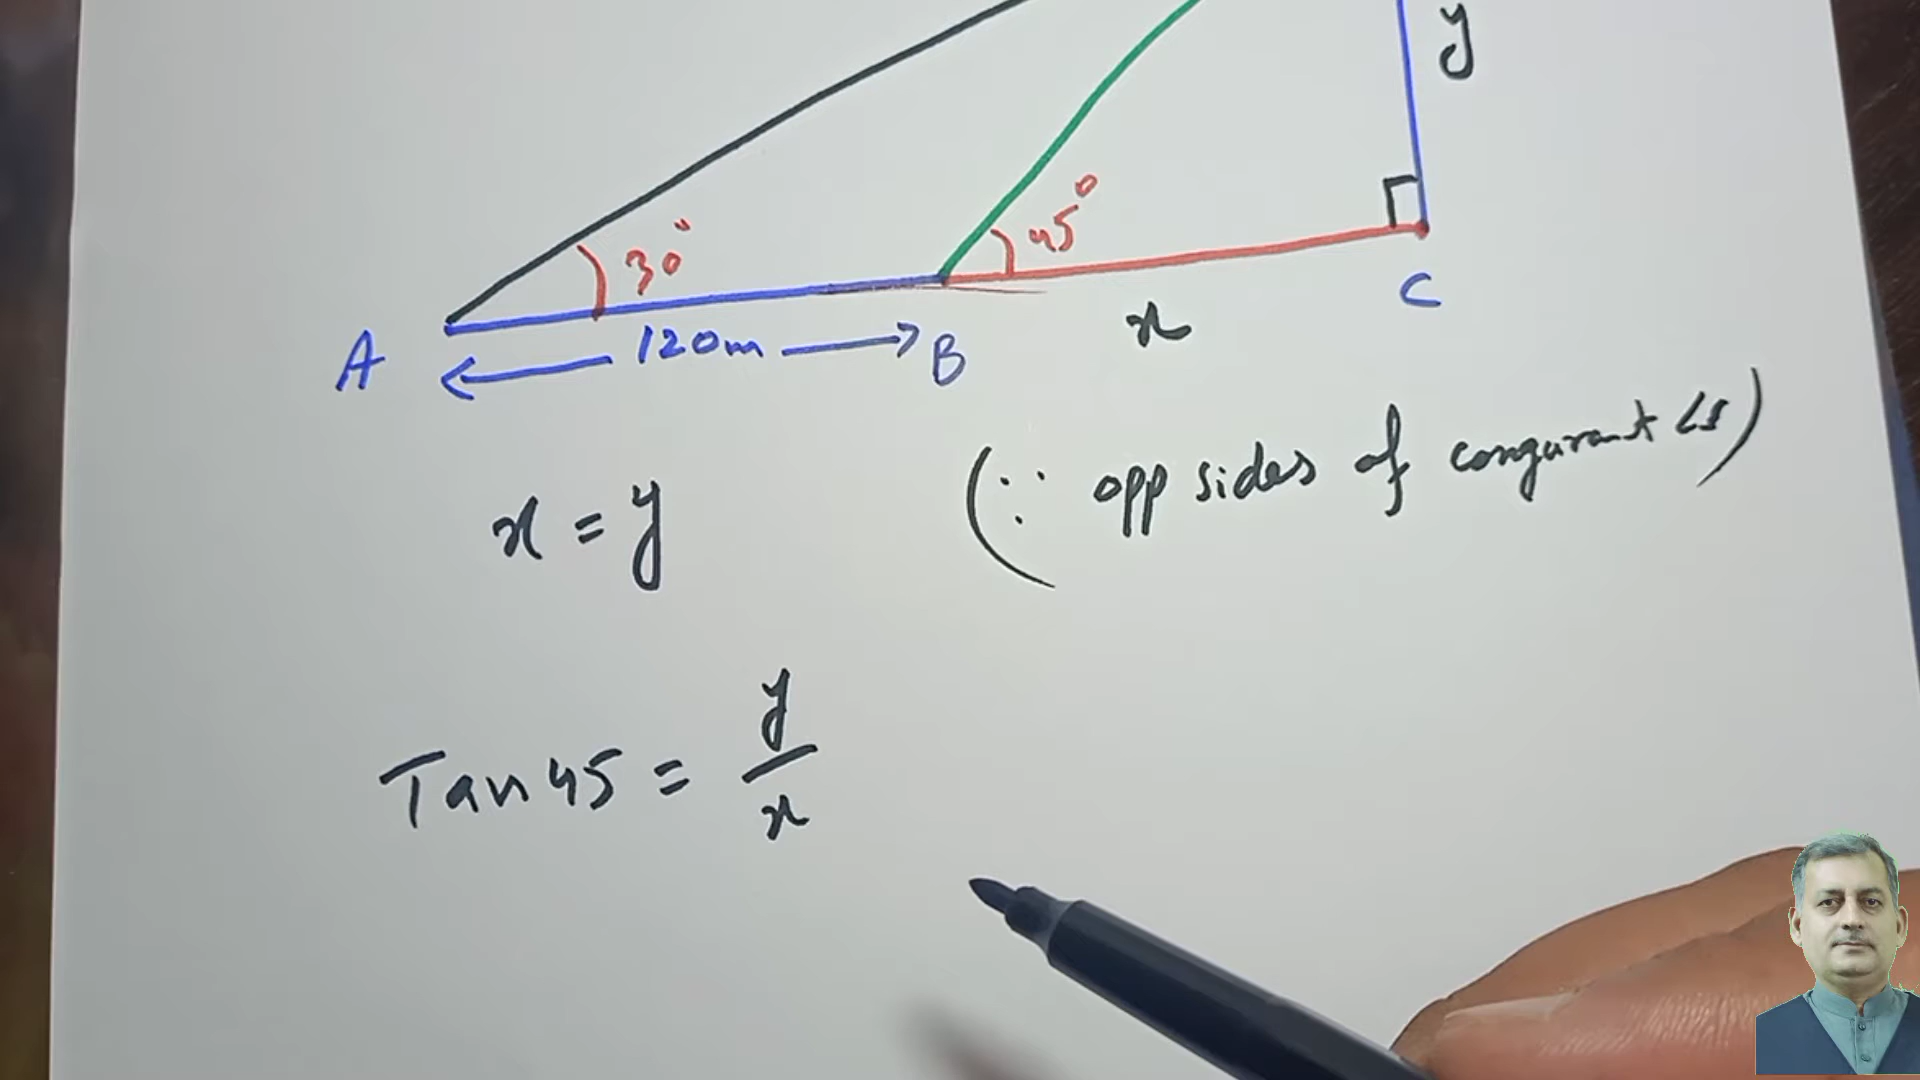 y
30°
45°
A
120m
B
x
C
x = y
(∵ opp sides of congurant ∠s)
Tan 45 = y/x